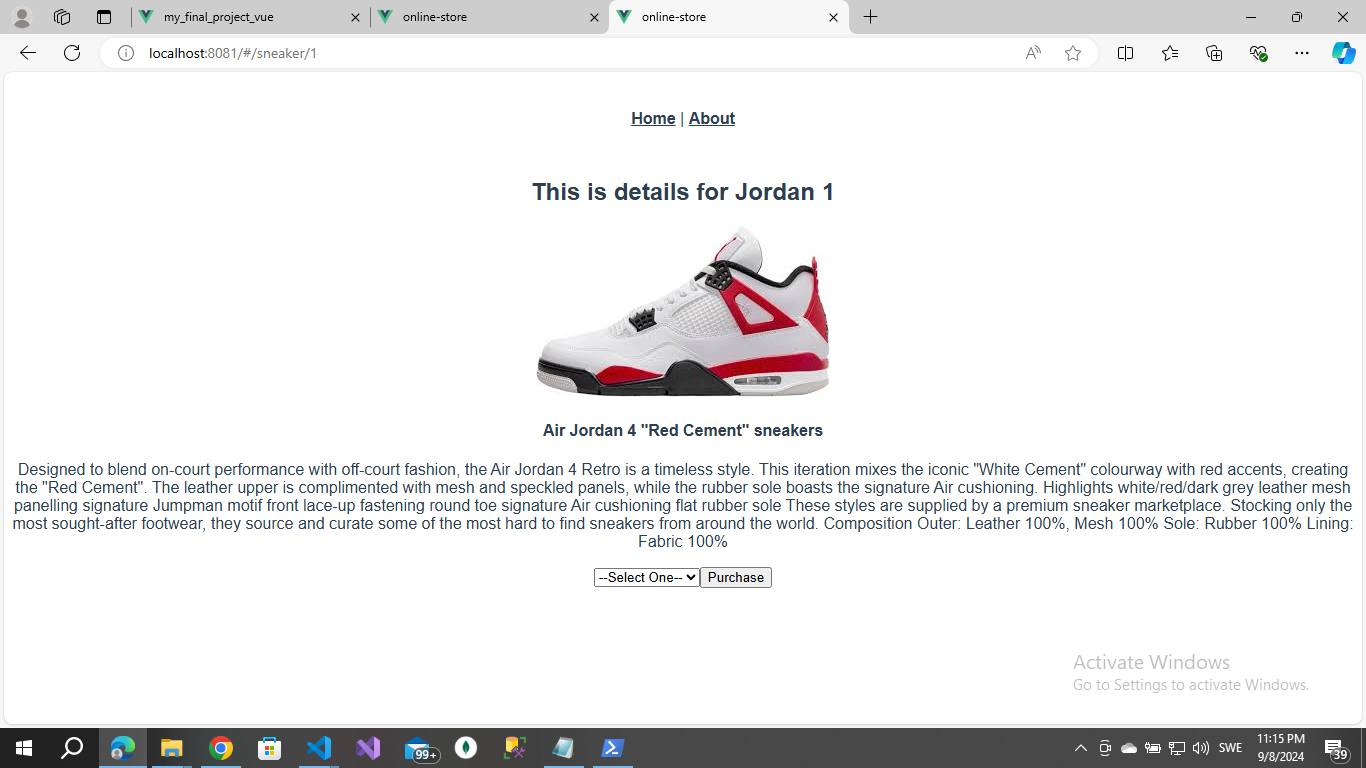 my_final_project_vue
online-store
online-store
localhost:8081/#/sneaker/1
Home | About
This is details for Jordan 1
Air Jordan 4 "Red Cement" sneakers
Designed to blend on-court performance with off-court fashion, the Air Jordan 4 Retro is a timeless style. This iteration mixes the iconic "White Cement" colourway with red accents, creating
the "Red Cement". The leather upper is complimented with mesh and speckled panels, while the rubber sole boasts the signature Air cushioning. Highlights white/red/dark grey leather mesh
panelling signature Jumpman motif front lace-up fastening round toe signature Air cushioning flat rubber sole These styles are supplied by a premium sneaker marketplace. Stocking only the
most sought-after footwear, they source and curate some of the most hard to find sneakers from around the world. Composition Outer: Leather 100%, Mesh 100% Sole: Rubber 100% Lining:
Fabric 100%
--Select One-- Purchase
Activate Windows
Go to Settings to activate Windows.
99+
SWE
11:15 PM
9/8/2024
39